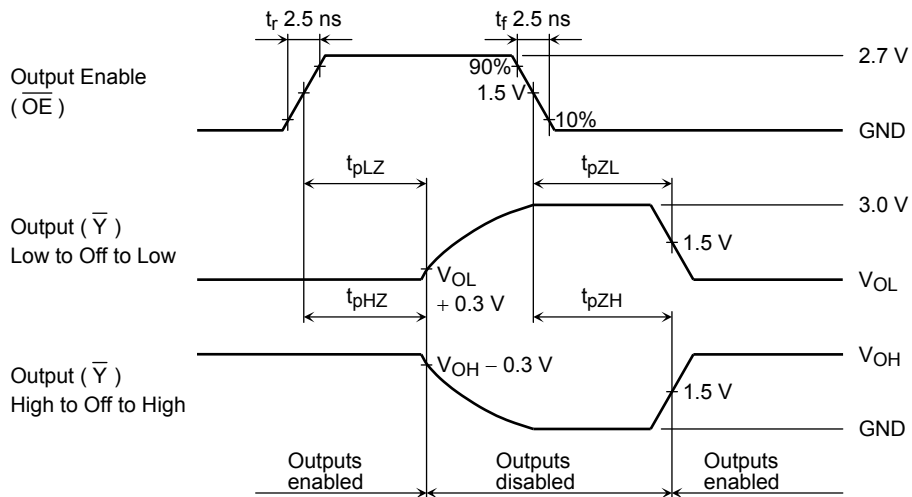 tr 2.5 ns
tf 2.5 ns
2.7 V
90%
Output Enable
( OE )
1.5 V
10%
GND
tpLZ
tpZL
3.0 V
Output ( Y )
Low to Off to Low
1.5 V
VOL
+ 0.3 V
VOL
tpHZ
tpZH
VOH
VOH − 0.3 V
Output ( Y )
High to Off to High
1.5 V
GND
Outputs
enabled
Outputs
disabled
Outputs
enabled